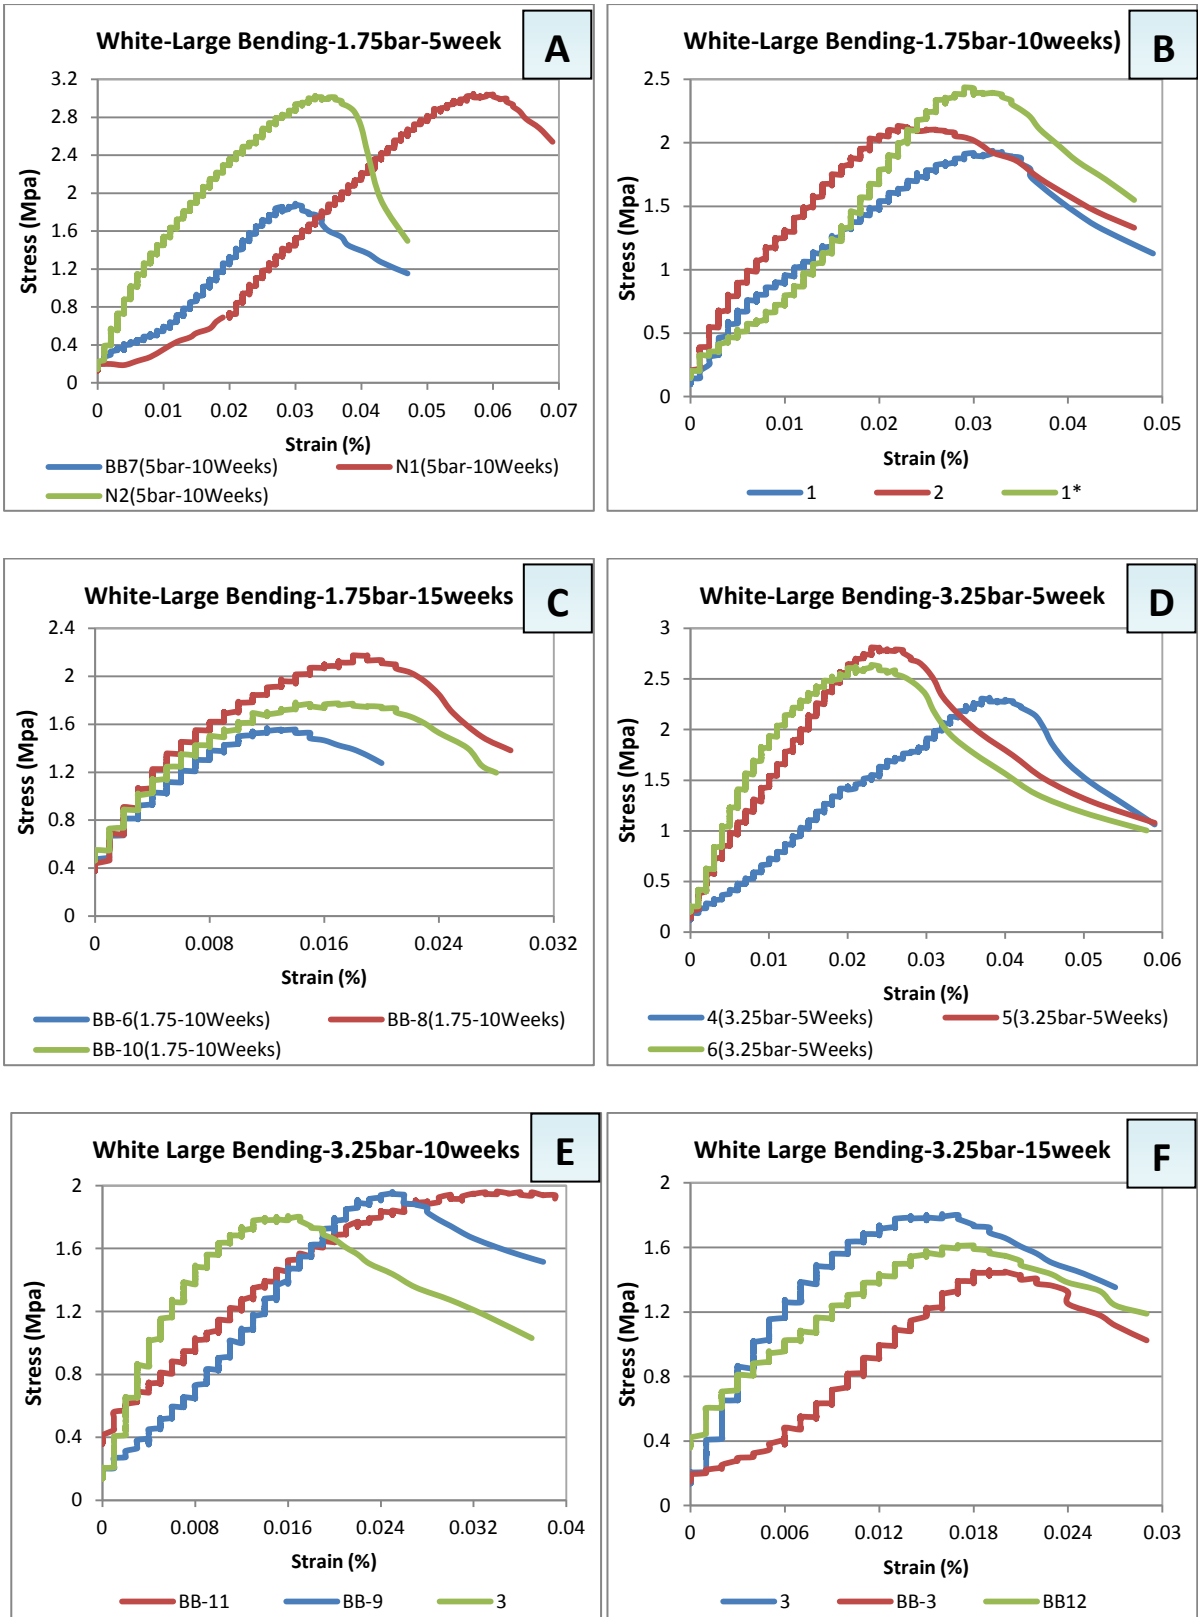 White-Large Bending-1.75bar-5week
A
Stress (Mpa)
3.2
2.8
2.4
2
1.6
1.2
0.8
0.4
0
0 0.01 0.02 0.03 0.04 0.05 0.06 0.07
Strain (%)
BB7(5bar-10Weeks) N1(5bar-10Weeks)
N2(5bar-10Weeks)
White-Large Bending-1.75bar-10weeks)
B
Stress (Mpa)
2.5
2
1.5
1
0.5
0
0 0.01 0.02 0.03 0.04 0.05
Strain (%)
1 2 1*
White-Large Bending-1.75bar-15weeks
C
Stress (Mpa)
2.4
2
1.6
1.2
0.8
0.4
0
0 0.008 0.016 0.024 0.032
Strain (%)
BB-6(1.75-10Weeks) BB-8(1.75-10Weeks)
BB-10(1.75-10Weeks)
White-Large Bending-3.25bar-5week
D
Stress (Mpa)
3
2.5
2
1.5
1
0.5
0
0 0.01 0.02 0.03 0.04 0.05 0.06
Strain (%)
4(3.25bar-5Weeks) 5(3.25bar-5Weeks)
6(3.25bar-5Weeks)
White Large Bending-3.25bar-10weeks
E
Stress (Mpa)
2
1.6
1.2
0.8
0.4
0
0 0.008 0.016 0.024 0.032 0.04
Strain (%)
BB-11 BB-9 3
White Large Bending-3.25bar-15week
F
Stress (Mpa)
2
1.6
1.2
0.8
0.4
0
0 0.006 0.012 0.018 0.024 0.03
Strain (%)
3 BB-3 BB12